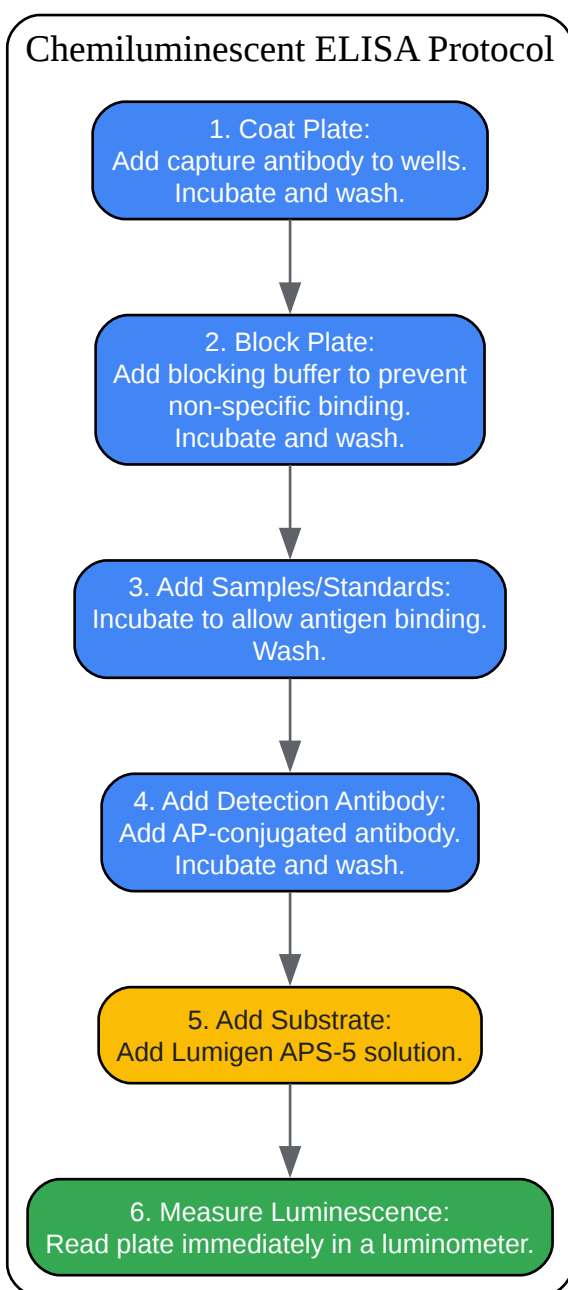 Chemiluminescent ELISA Protocol
1. Coat Plate:
Add capture antibody to wells.
Incubate and wash.
2. Block Plate:
Add blocking buffer to prevent
non-specific binding.
Incubate and wash.
3. Add Samples/Standards:
Incubate to allow antigen binding.
Wash.
4. Add Detection Antibody:
Add AP-conjugated antibody.
Incubate and wash.
5. Add Substrate:
Add Lumigen APS-5 solution.
6. Measure Luminescence:
Read plate immediately in a luminometer.